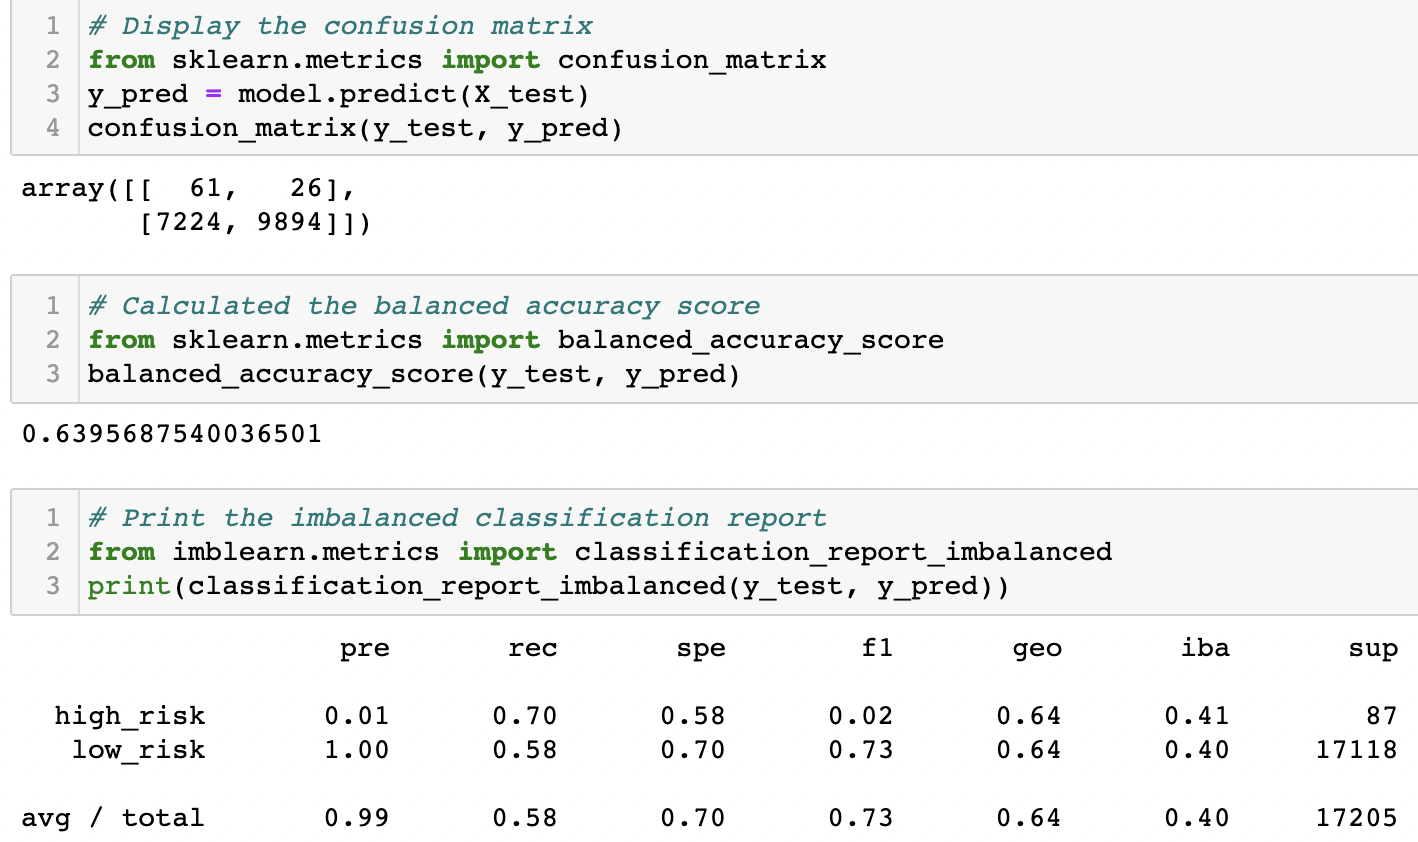 1 # Display the confusion matrix
2 from sklearn.metrics import confusion_matrix
3 y_pred = model.predict(X_test)
4 confusion_matrix(y_test, y_pred)
array([[  61,   26],
       [7224, 9894]])
1 # Calculated the balanced accuracy score
2 from sklearn.metrics import balanced_accuracy_score
3 balanced_accuracy_score(y_test, y_pred)
0.6395687540036501
1 # Print the imbalanced classification report
2 from imblearn.metrics import classification_report_imbalanced
3 print(classification_report_imbalanced(y_test, y_pred))
                   pre       rec       spe        f1       geo       iba       sup
  high_risk       0.01      0.70      0.58      0.02      0.64      0.41        87
   low_risk       1.00      0.58      0.70      0.73      0.64      0.40     17118
avg / total       0.99      0.58      0.70      0.73      0.64      0.40     17205